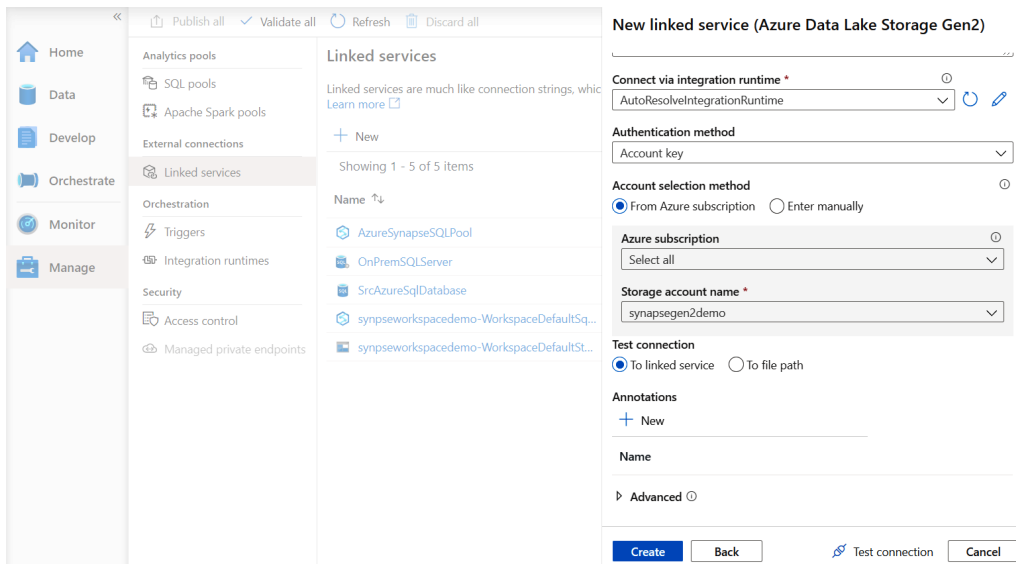 «
Home
Data
Develop
Orchestrate
Monitor
Manage
Publish all
Validate all
Refresh
Discard all
Analytics pools
SQL pools
Apache Spark pools
External connections
Linked services
Orchestration
Triggers
Integration runtimes
Security
Access control
Managed private endpoints
Linked services
Linked services are much like connection strings, whic
Learn more
New
Showing 1 - 5 of 5 items
Name
AzureSynapseSQLPool
OnPremSQLServer
SrcAzureSqlDatabase
synpseworkspacedemo-WorkspaceDefaultSq...
synpseworkspacedemo-WorkspaceDefaultSt...
New linked service (Azure Data Lake Storage Gen2)
Connect via integration runtime *
AutoResolveIntegrationRuntime
Authentication method
Account key
Account selection method
From Azure subscription Enter manually
Azure subscription
Select all
Storage account name *
synapsegen2demo
Test connection
To linked service To file path
Annotations
New
Name
Advanced
Create Back Test connection Cancel